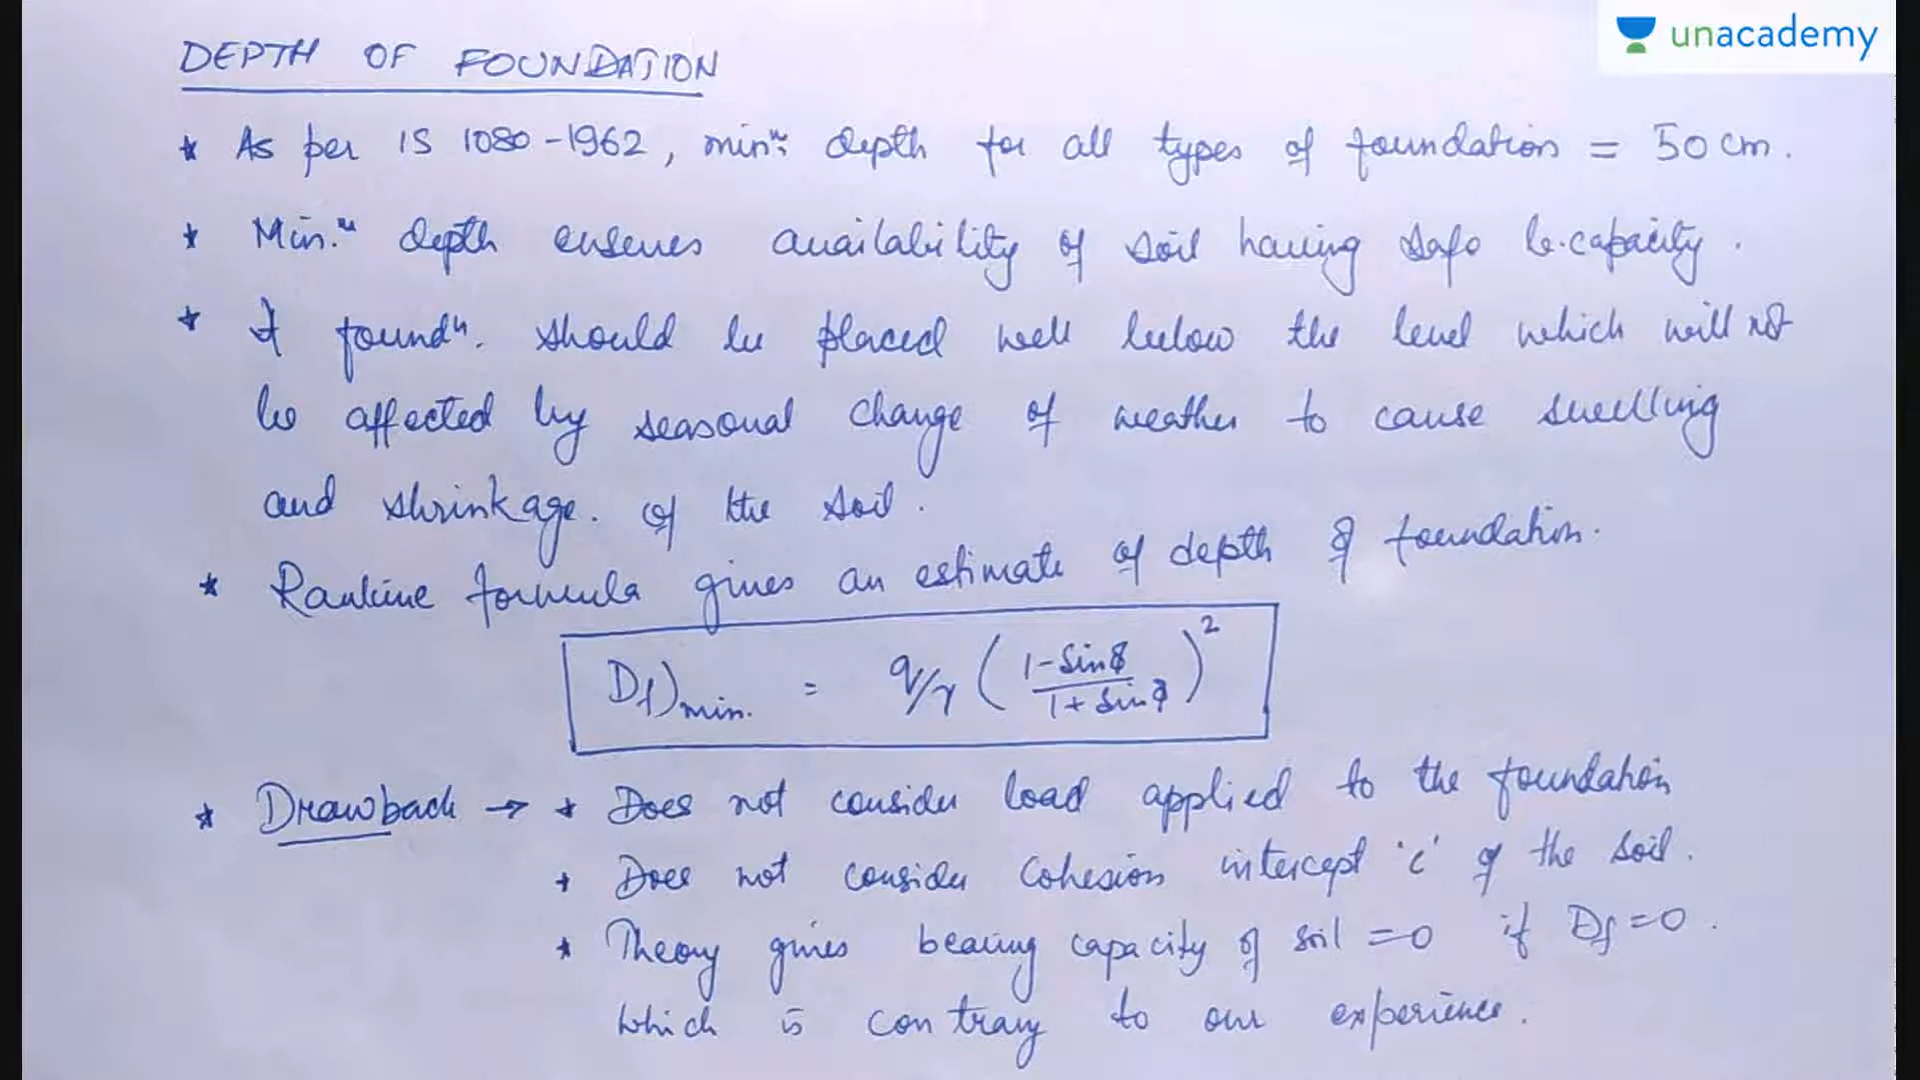 unacademy
DEPTH OF FOUNDATION
* As per IS 1080-1962, minᵐ: depth for all types of foundation = 50 cm.
* Min.ᵐ depth ensures availability of soil having safe b.capacity.
* foundⁿ. should be placed well below the level which will not
be affected by seasonal change of weather to cause swelling
and shrinkage. of the soil.
* Rankine formula gives an estimate of depth of foundation.
Df)min. = q/γ (1-sinφ/1+sinφ)²
* Drawback → * Does not consider load applied to the foundation
* Does not consider cohesion intercept 'c' of the soil.
* Theory gives bearing capacity of soil =0 if Df=0.
which is contrary to our experience.